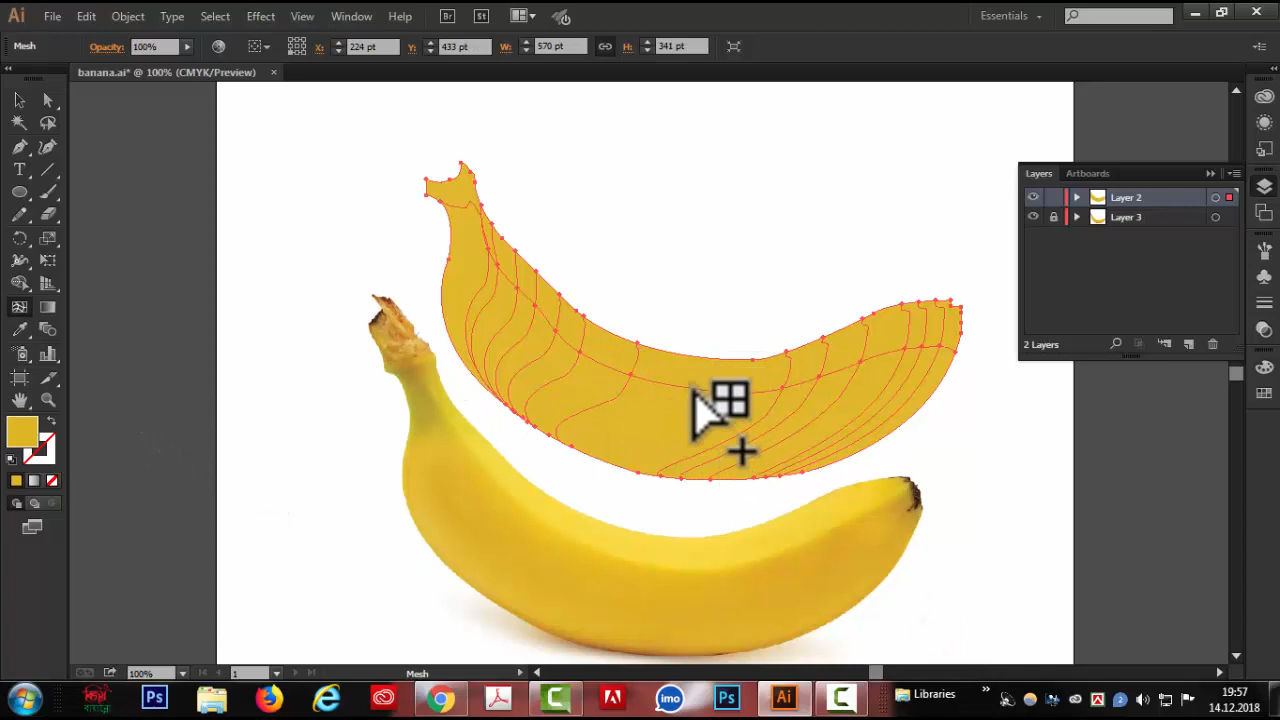 Ai File Edit Object Type Select Effect View Window Help Br St Essentials
Mesh Opacity: 100% X: 224 pt Y: 433 pt W: 570 pt H: 341 pt
banana.ai* @ 100% (CMYK/Preview) ×
Layers Artboards
Layer 2
Layer 3
2 Layers
100% 1 Mesh
Ps imo Ps Ai Libraries » 19:57
14.12.2018